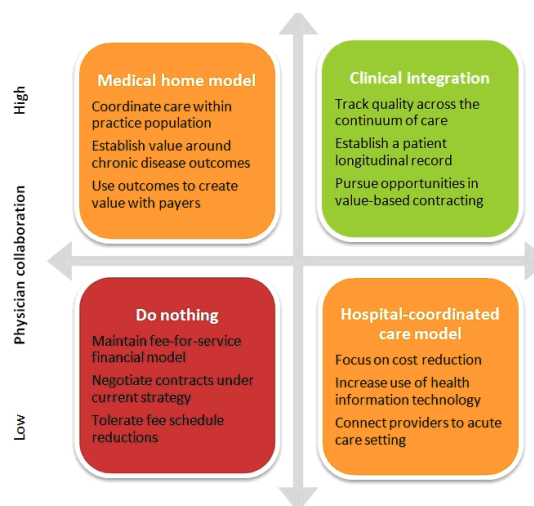 High
Physician collaboration
Low
Medical home model
Coordinate care within
practice population
Establish value around
chronic disease outcomes
Use outcomes to create
value with payers
Clinical integration
Track quality across the
continuum of care
Establish a patient
longitudinal record
Pursue opportunities in
value-based contracting
Do nothing
Maintain fee-for-service
financial model
Negotiate contracts under
current strategy
Tolerate fee schedule
reductions
Hospital-coordinated
care model
Focus on cost reduction
Increase use of health
information technology
Connect providers to acute
care setting